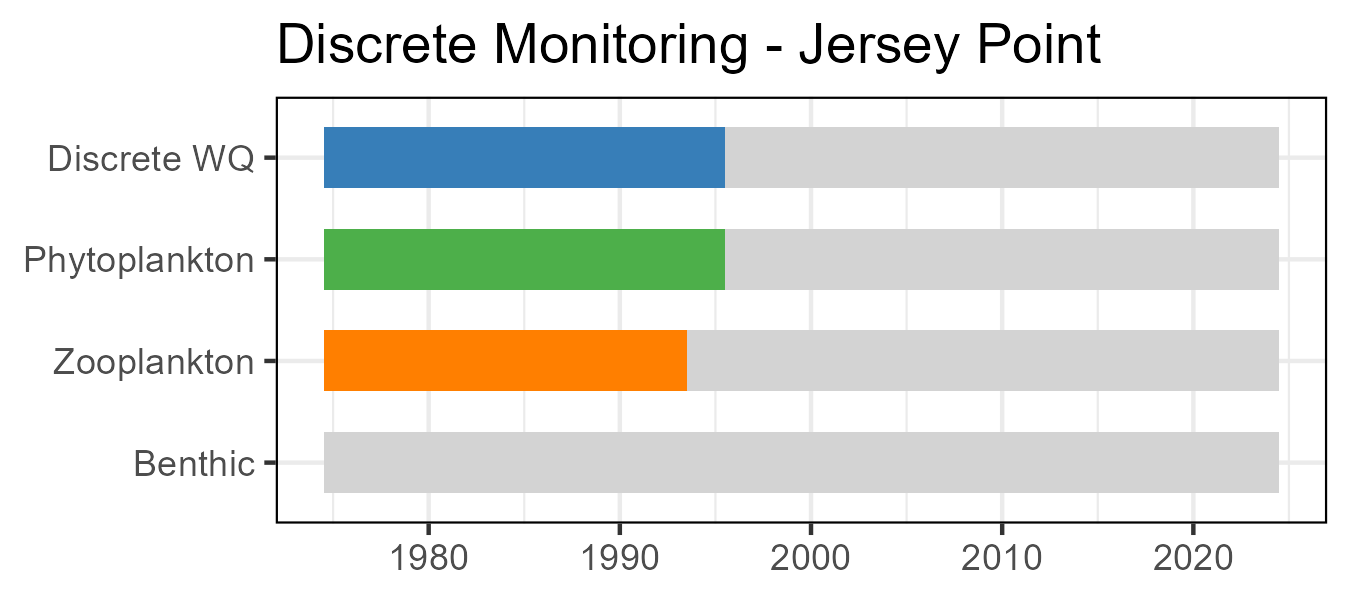 Discrete Monitoring - Jersey Point
Discrete WQ
Phytoplankton
Zooplankton
Benthic
1980 1990 2000 2010 2020